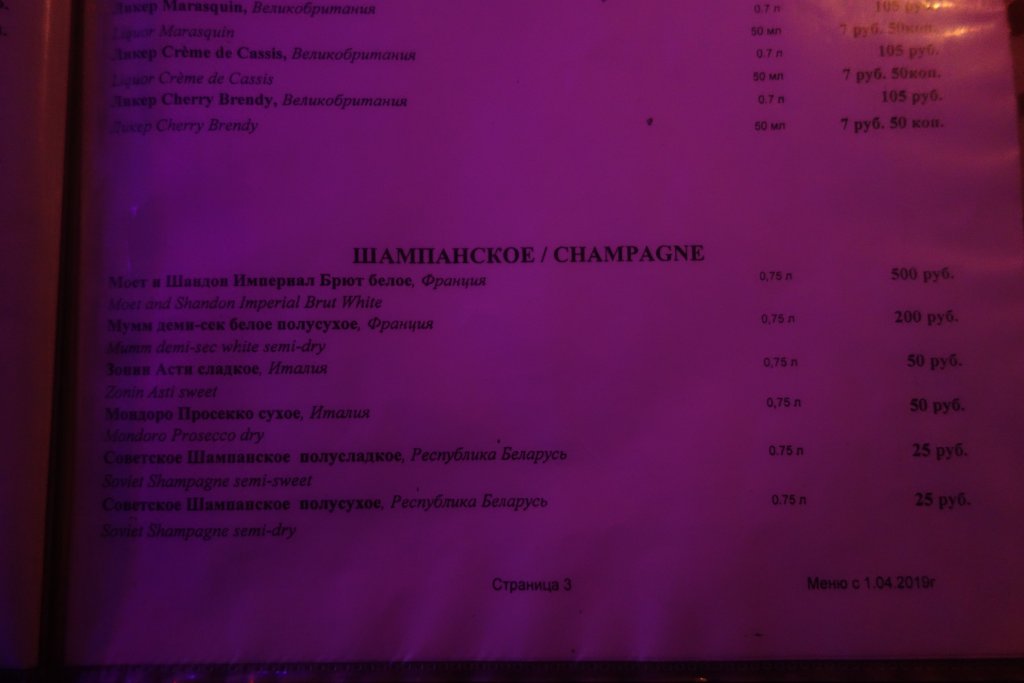 Ликер Marasquin, Великобритания 0.7 л 105 руб.
Liquor Marasquin 50 мл 7 руб. 50коп.
Ликер Crème de Cassis, Великобритания 0.7 л 105 руб.
Liquor Crème de Cassis 50 мл 7 руб. 50коп.
Ликер Cherry Brendy, Великобритания 0.7 л 105 руб.
Ликер Cherry Brendy 50 мл 7 руб. 50 коп.
ШАМПАНСКОЕ / CHAMPAGNE
Моет и Шандон Империал Брют белое, Франция 0,75 л 500 руб.
Moet and Shandon Imperial Brut White
Мумм деми-сек белое полусухое, Франция 0,75 л 200 руб.
Mumm demi-sec white semi-dry
Зонин Асти сладкое, Италия 0,75 л 50 руб.
Zonin Asti sweet
Мондоро Просекко сухое, Италия 0,75 л 50 руб.
Mondoro Prosecco dry
Советское Шампанское полусладкое, Республика Беларусь 0.75 л 25 руб.
Soviet Shampagne semi-sweet
Советское Шампанское полусухое, Республика Беларусь 0.75 л 25 руб.
Soviet Shampagne semi-dry
Страница 3 Меню с 1.04 2019г